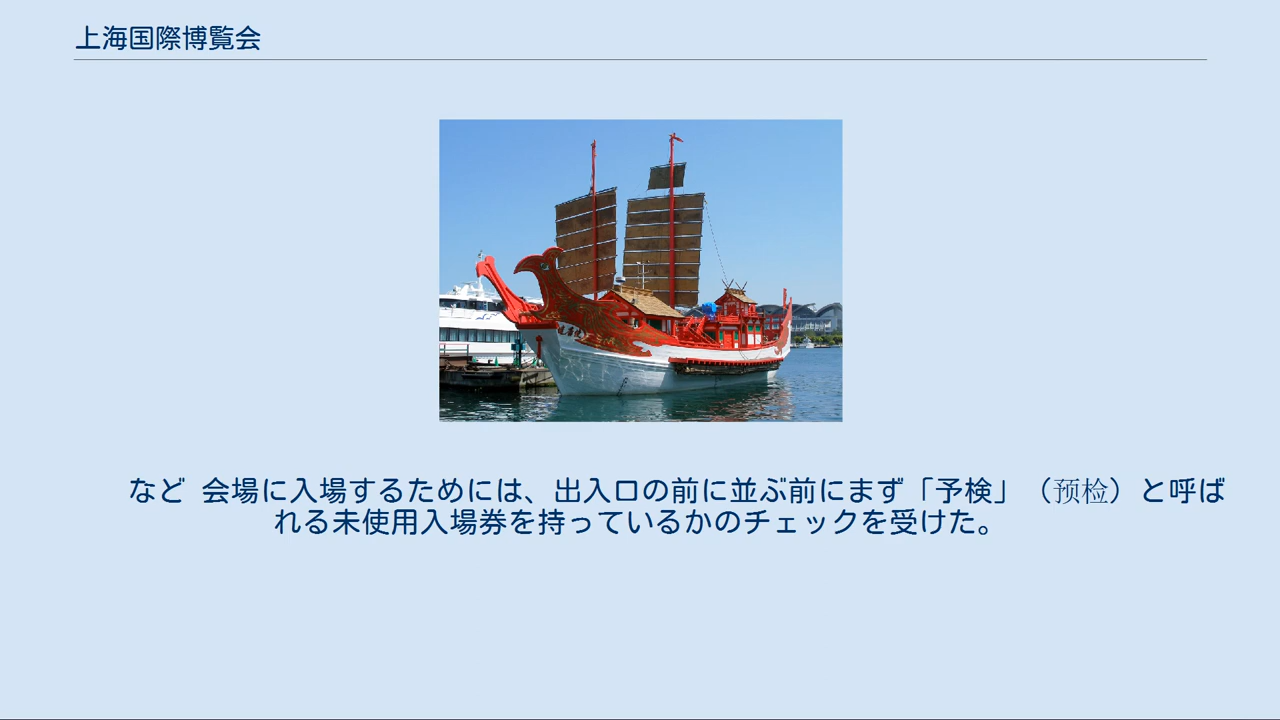 上海国際博覧会
など 会場に入場するためには、出入口の前に並ぶ前にまず「予検」（预检）と呼ば
れる未使用入場券を持っているかのチェックを受けた。